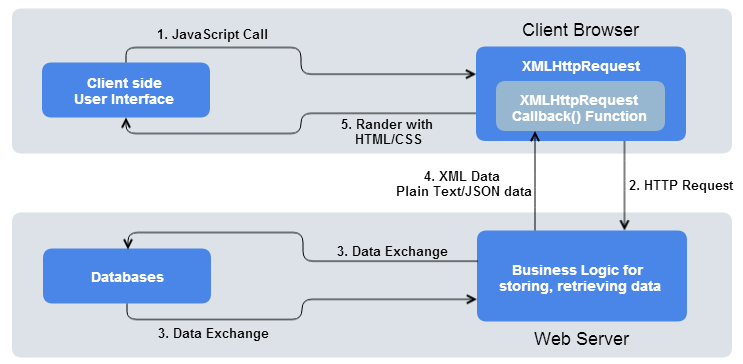 Client Browser
1. JavaScript Call
XMLHttpRequest
Client side
User Interface
XMLHttpRequest
Callback() Function
5. Rander with
HTML/CSS
4. XML Data
Plain Text/JSON data
2. HTTP Request
3. Data Exchange
Databases
Business Logic for
storing, retrieving data
3. Data Exchange
Web Server